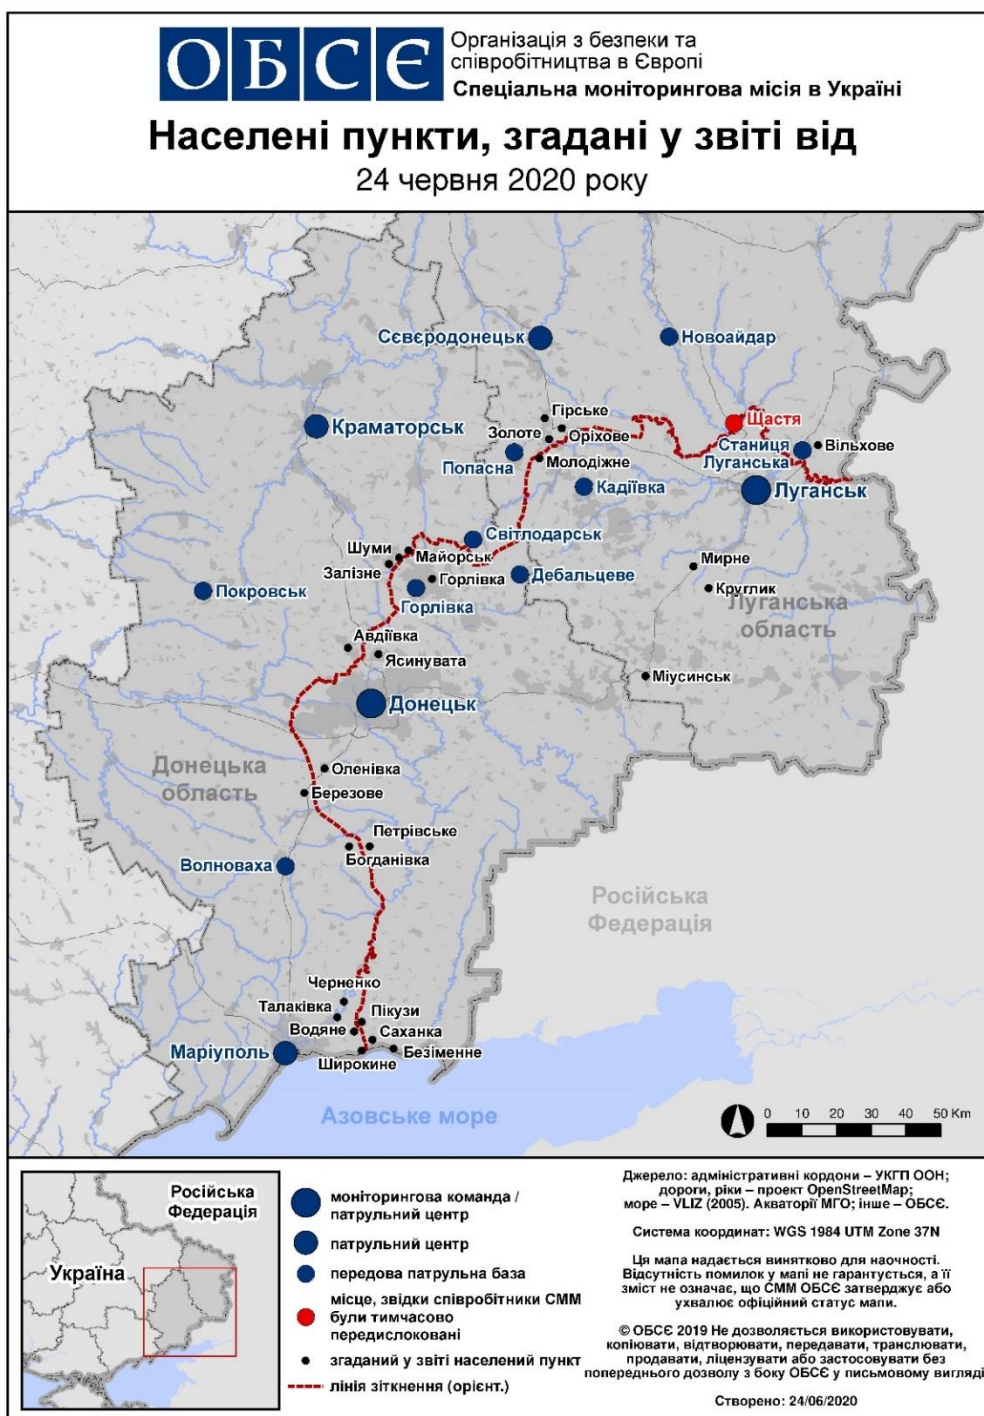 ОБСЄ
Організація з безпеки та
співробітництва в Європі
Спеціальна моніторингова місія в Україні
Населені пункти, згадані у звіті від
24 червня 2020 року
Сєвєродонецьк
Новоайдар
Гірське
Щастя
Краматорськ
Золоте
Оріхове
Станиця
Луганська
Вільхове
Попасна
Молодіжне
Кадіївка
Луганськ
Світлодарськ
Шуми
Майорськ
Залізне
Мирне
Горлівка
Дебальцеве
Покровськ
Горлівка
Круглик
Луганська
область
Авдіївка
Ясинувата
Міусинськ
Донецьк
Донецька
область
Оленівка
Березове
Петрівське
Богданівка
Волноваха
Російська
Федерація
Черненко
Талаківка
Пікузи
Водяне
Саханка
Маріуполь
Безіменне
Широкине
Азовське море
0 10 20 30 40 50 Km
Російська
Федерація
Україна
моніторингова команда /
патрульний центр
патрульний центр
передова патрульна база
місце, звідки співробітники СММ
були тимчасово
передислоковані
згаданий у звіті населений пункт
лінія зіткнення (орієнт.)
Джерело: адміністративні кордони – УКГП ООН;
дороги, ріки – проект OpenStreetMap;
море – VLIZ (2005). Акваторії МГО; інше – ОБСЄ.
Система координат: WGS 1984 UTM Zone 37N
Ця мапа надається винятково для наочності.
Відсутність помилок у мапі не гарантується, а її
зміст не означає, що СММ ОБСЄ затверджує або
ухвалює офіційний статус мапи.
© ОБСЄ 2019 Не дозволяється використовувати,
копіювати, відтворювати, передавати, транслювати,
продавати, ліцензувати або застосовувати без
попереднього дозволу з боку ОБСЄ у письмовому вигляді
Створено: 24/06/2020